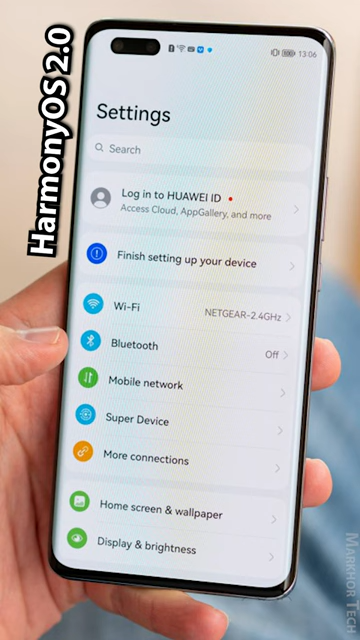 HarmonyOS 2.0
13:06
Settings
Search
Log in to HUAWEI ID
Access Cloud, AppGallery, and more
Finish setting up your device
Wi-Fi
NETGEAR-2.4GHz
Bluetooth
Off
Mobile network
Super Device
More connections
Home screen & wallpaper
Display & brightness
MARKHOR TECH